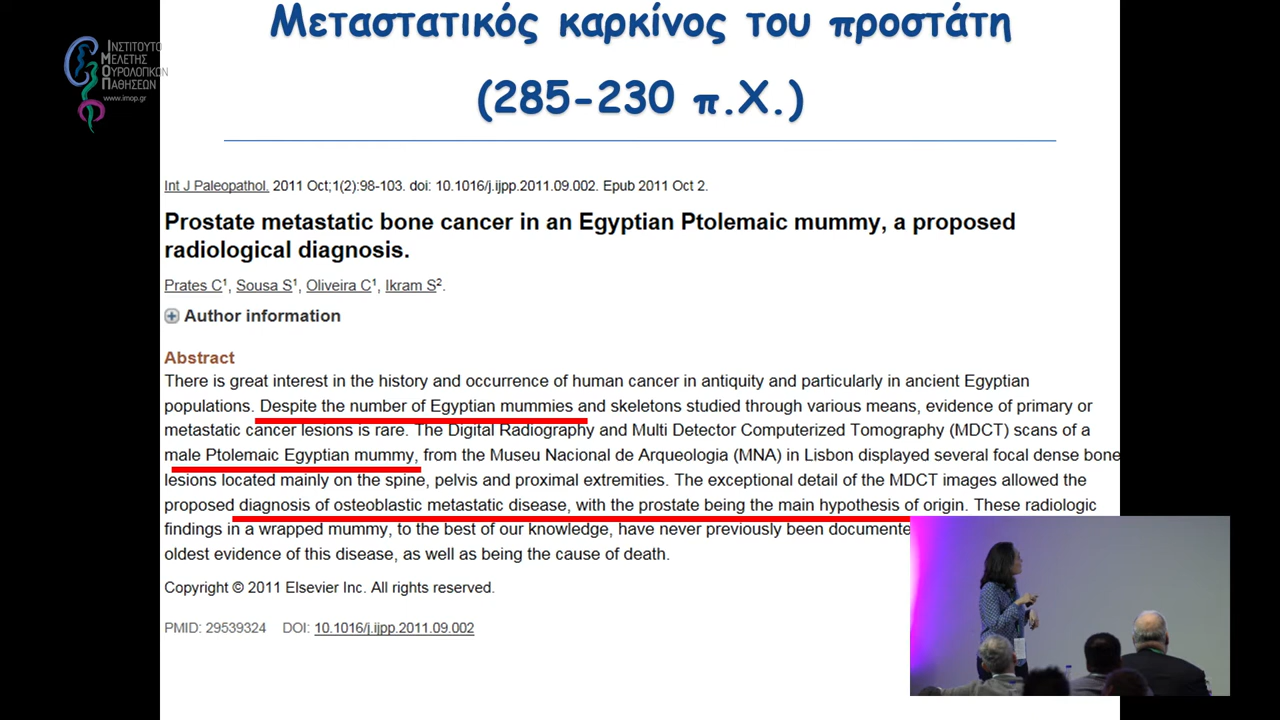 Μεταστατικός καρκίνος του προστάτη
(285-230 π.Χ.)
ΙΝΣΤΙΤΟΥΤΟ
ΜΕΛΕΤΗΣ
ΟΥΡΟΛΟΓΙΚΩΝ
ΠΑΘΗΣΕΩΝ
www.imop.gr
Int J Paleopathol. 2011 Oct;1(2):98-103. doi: 10.1016/j.ijpp.2011.09.002. Epub 2011 Oct 2.
Prostate metastatic bone cancer in an Egyptian Ptolemaic mummy, a proposed
radiological diagnosis.
Prates C1, Sousa S1, Oliveira C1, Ikram S2.
Author information
Abstract
There is great interest in the history and occurrence of human cancer in antiquity and particularly in ancient Egyptian
populations. Despite the number of Egyptian mummies and skeletons studied through various means, evidence of primary or
metastatic cancer lesions is rare. The Digital Radiography and Multi Detector Computerized Tomography (MDCT) scans of a
male Ptolemaic Egyptian mummy, from the Museu Nacional de Arqueologia (MNA) in Lisbon displayed several focal dense bone
lesions located mainly on the spine, pelvis and proximal extremities. The exceptional detail of the MDCT images allowed the
proposed diagnosis of osteoblastic metastatic disease, with the prostate being the main hypothesis of origin. These radiologic
findings in a wrapped mummy, to the best of our knowledge, have never previously been documente
oldest evidence of this disease, as well as being the cause of death.
Copyright © 2011 Elsevier Inc. All rights reserved.
PMID: 29539324 DOI: 10.1016/j.ijpp.2011.09.002